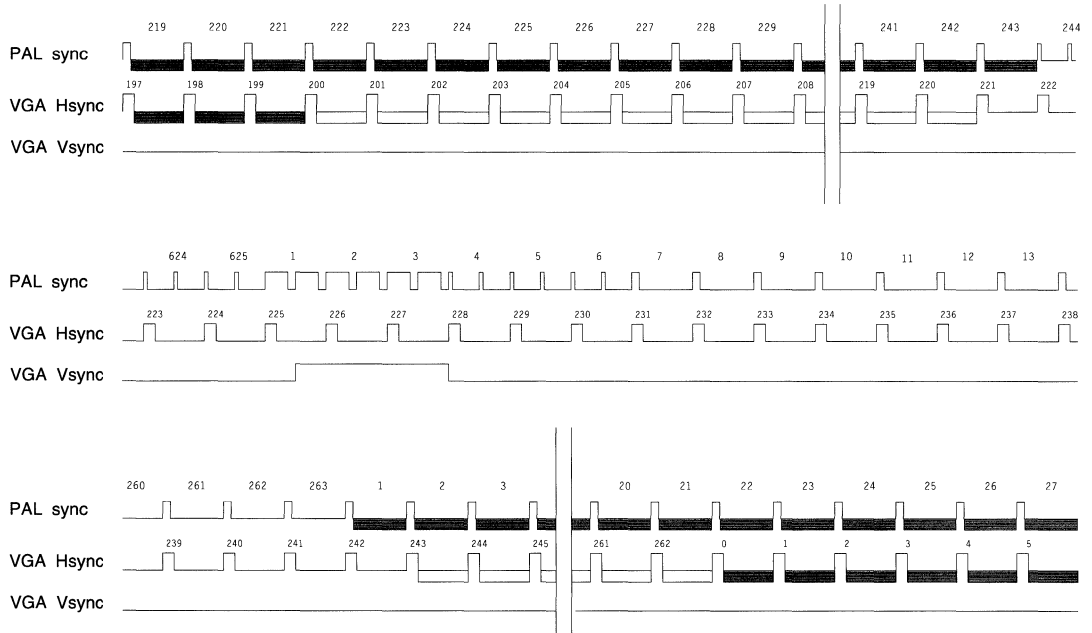 219 220 221 222 223 224 225 226 227 228 229 241 242 243 244
PAL sync
197 198 199 200 201 202 203 204 205 206 207 208 219 220 221 222
VGA Hsync
VGA Vsync
624 625 1 2 3 4 5 6 7 8 9 10 11 12 13
PAL sync
223 224 225 226 227 228 229 230 231 232 233 234 235 236 237 238
VGA Hsync
VGA Vsync
260 261 262 263 1 2 3 20 21 22 23 24 25 26 27
PAL sync
239 240 241 242 243 244 245 261 262 0 1 2 3 4 5
VGA Hsync
VGA Vsync